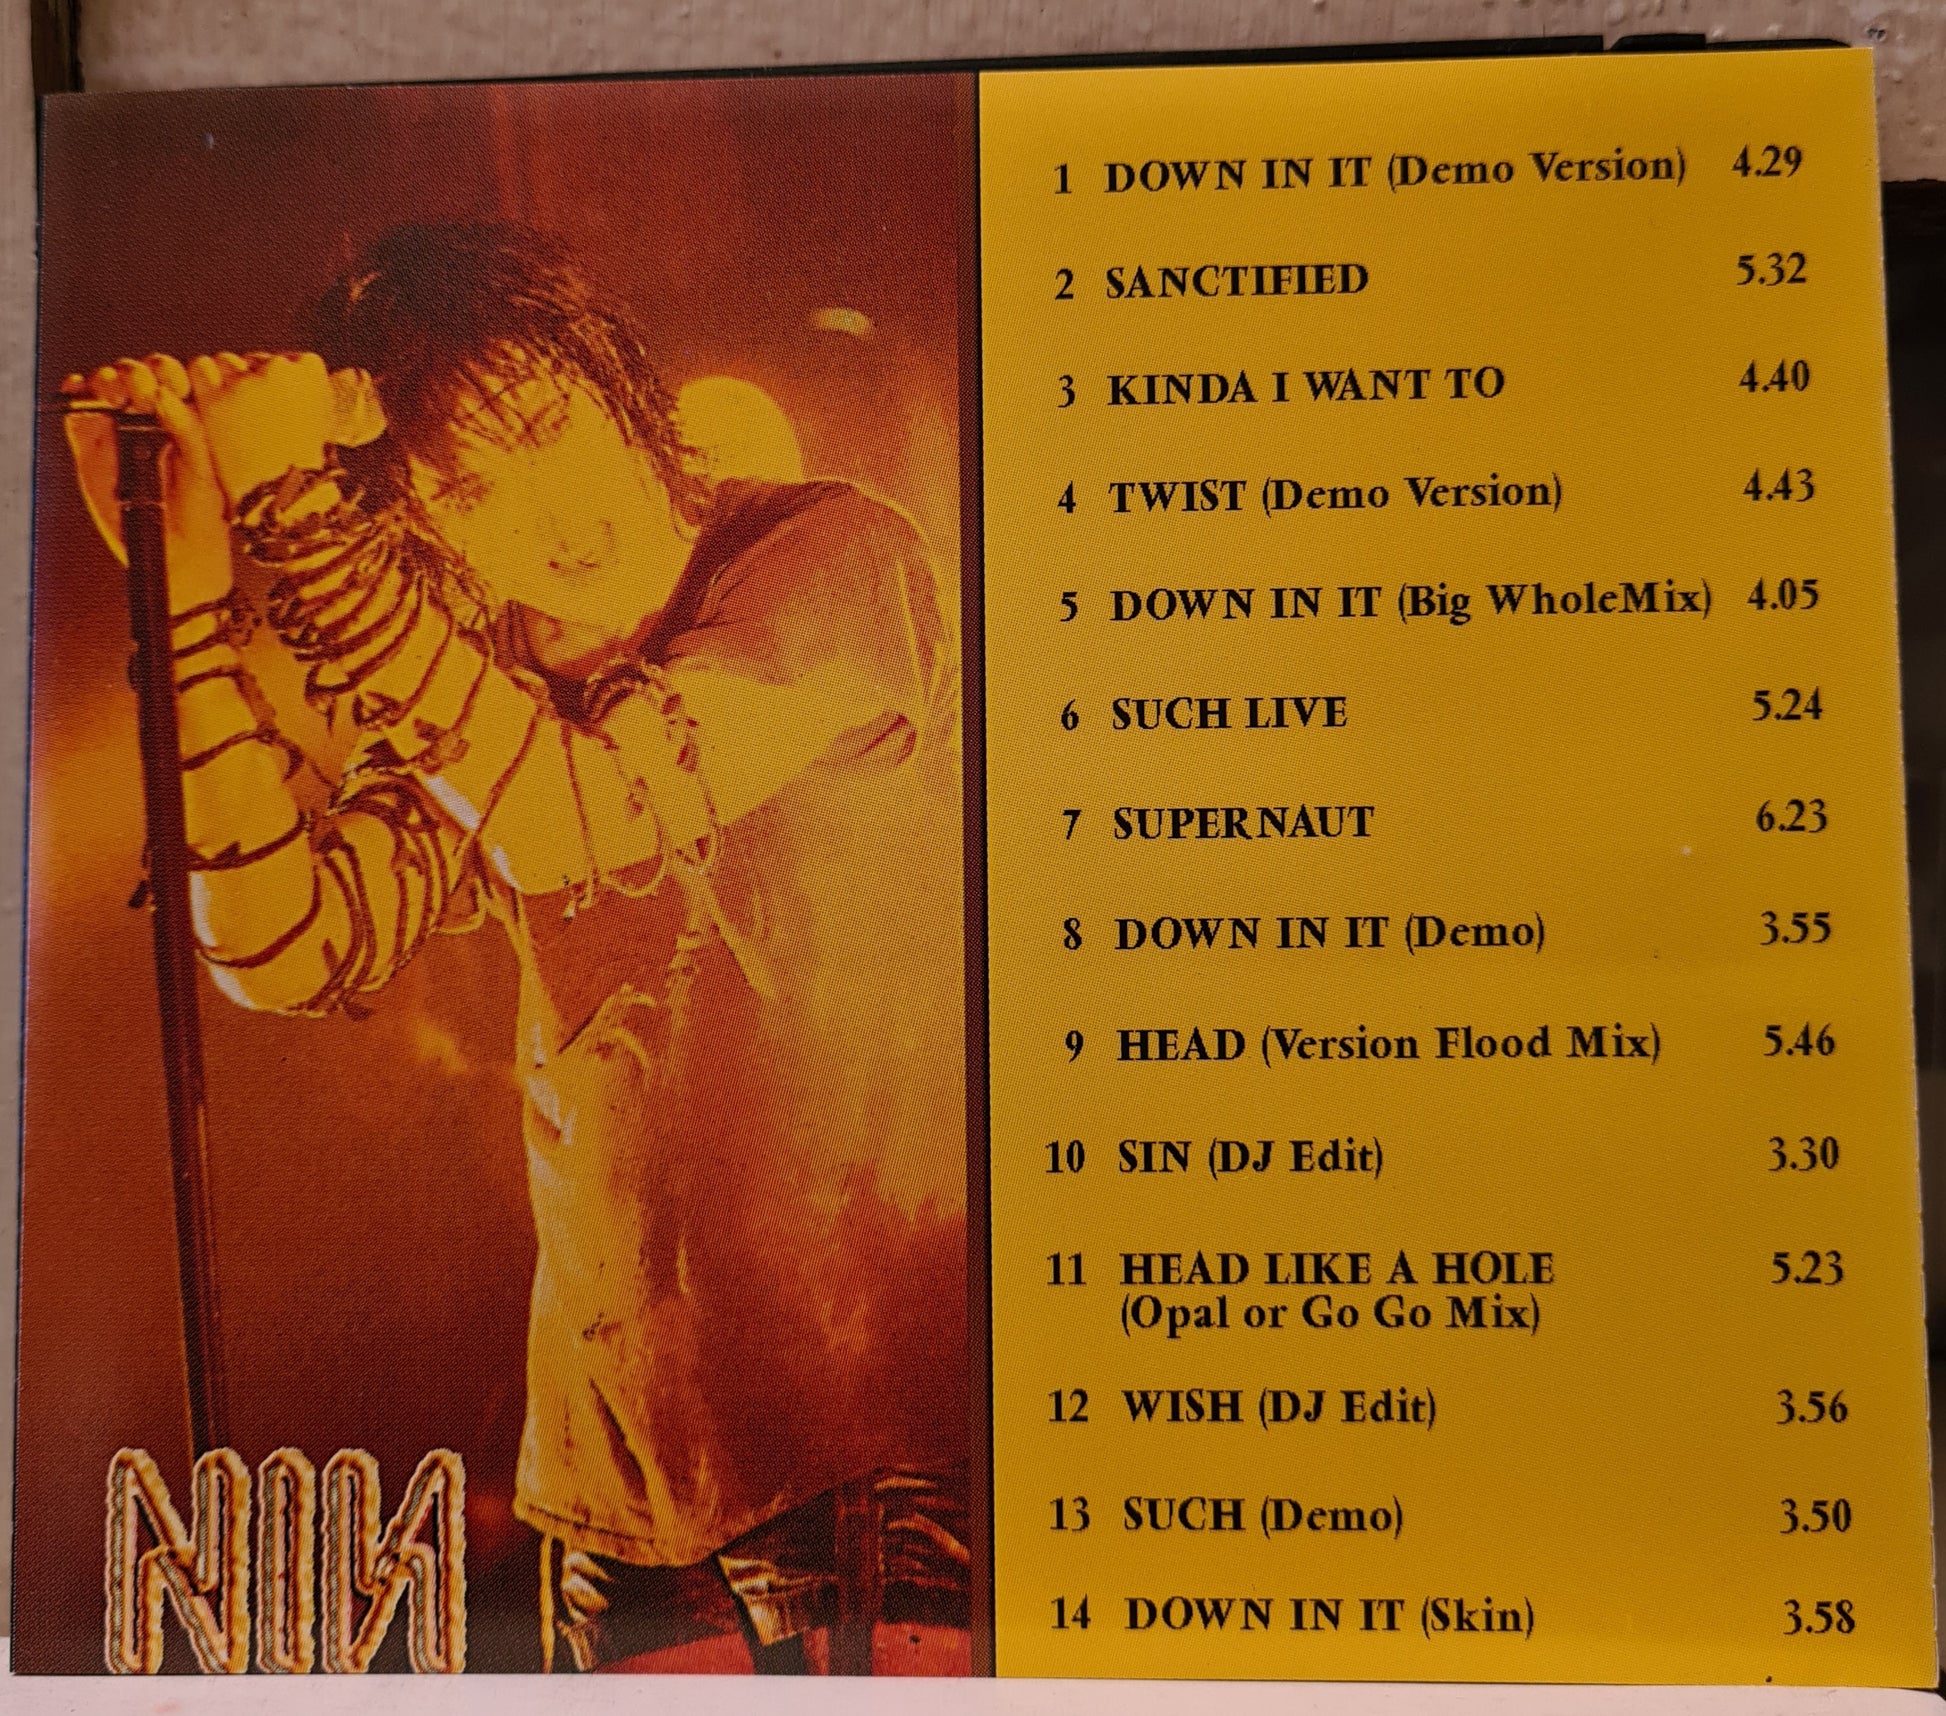 NIN
1 DOWN IN IT (Demo Version) 4.29
2 SANCTIFIED 5.32
3 KINDA I WANT TO 4.40
4 TWIST (Demo Version) 4.43
5 DOWN IN IT (Big WholeMix) 4.05
6 SUCH LIVE 5.24
7 SUPERNAUT 6.23
8 DOWN IN IT (Demo) 3.55
9 HEAD (Version Flood Mix) 5.46
10 SIN (DJ Edit) 3.30
11 HEAD LIKE A HOLE 5.23
(Opal or Go Go Mix)
12 WISH (DJ Edit) 3.56
13 SUCH (Demo) 3.50
14 DOWN IN IT (Skin) 3.58